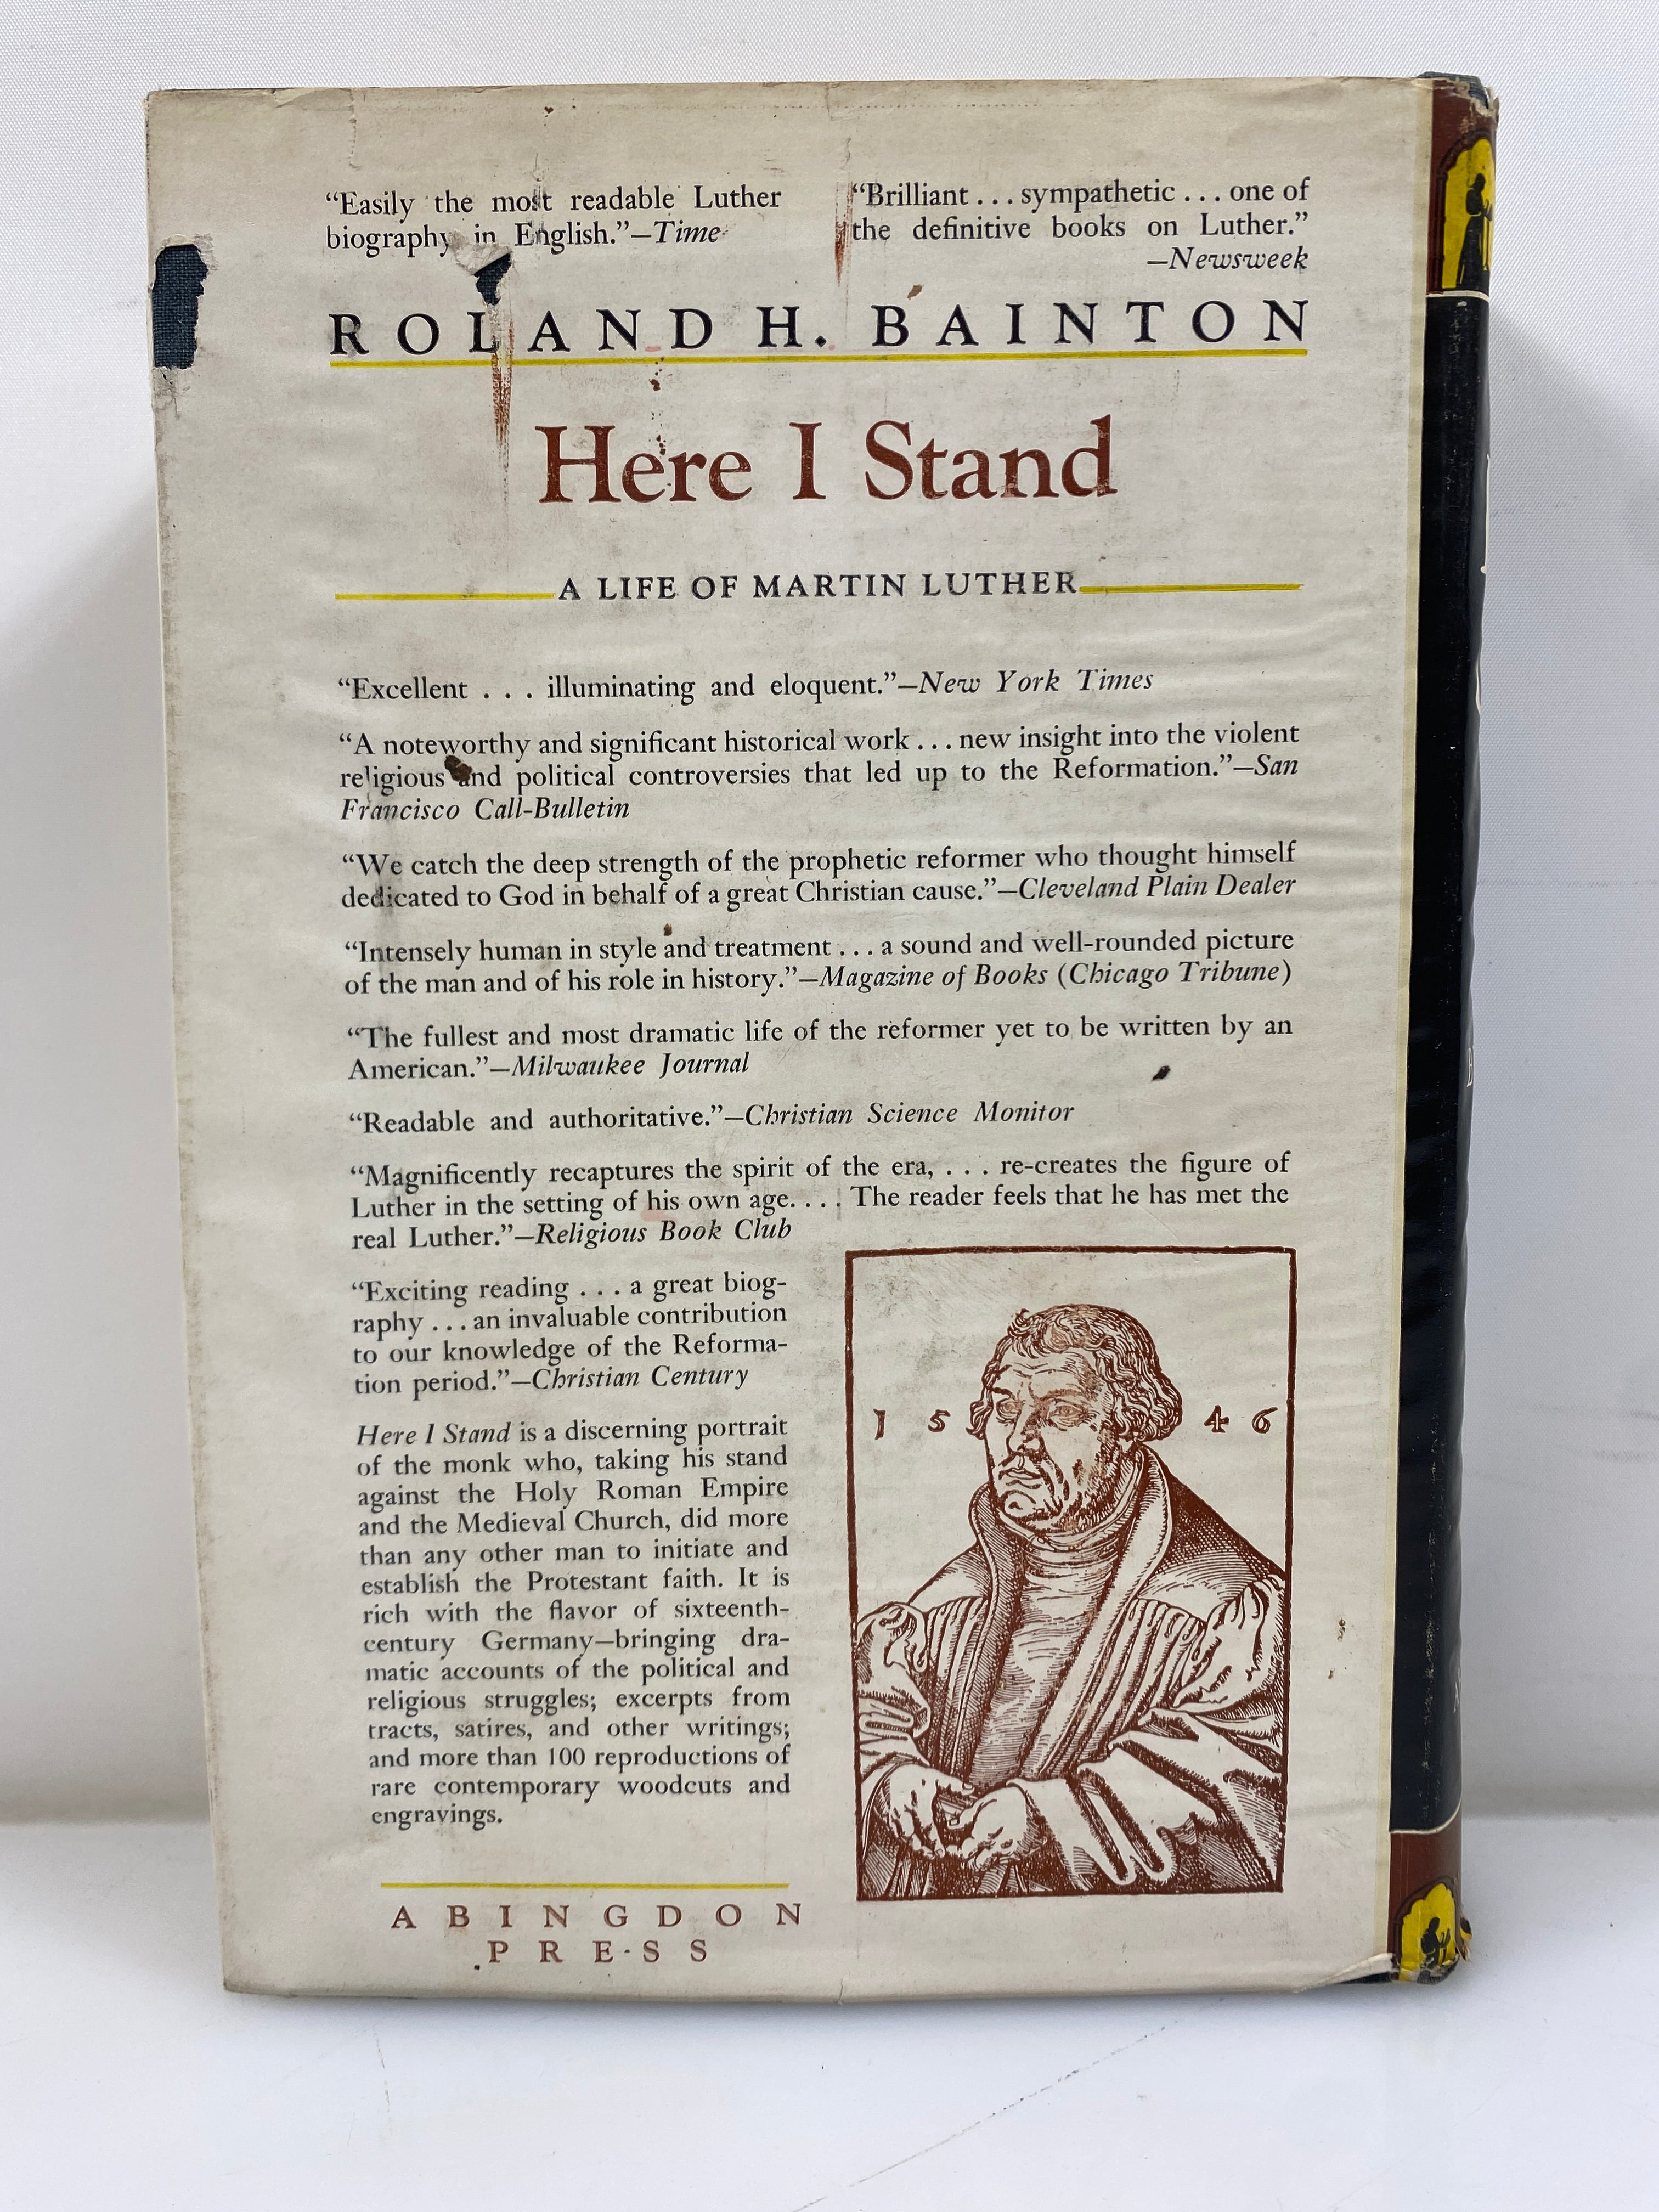 “Easily the most readable Luther
biography in English.”—Time
“Brilliant . . . sympathetic . . . one of
the definitive books on Luther.”
—Newsweek
ROLAND H. BAINTON
Here I Stand
A LIFE OF MARTIN LUTHER
“Excellent . . . illuminating and eloquent.”—New York Times
“A noteworthy and significant historical work . . . new insight into the violent
religious and political controversies that led up to the Reformation.”—San
Francisco Call-Bulletin
“We catch the deep strength of the prophetic reformer who thought himself
dedicated to God in behalf of a great Christian cause.”—Cleveland Plain Dealer
“Intensely human in style and treatment . . . a sound and well-rounded picture
of the man and of his role in history.”—Magazine of Books (Chicago Tribune)
“The fullest and most dramatic life of the reformer yet to be written by an
American.”—Milwaukee Journal
“Readable and authoritative.”—Christian Science Monitor
“Magnificently recaptures the spirit of the era, . . . re-creates the figure of
Luther in the setting of his own age. . . . The reader feels that he has met the
real Luther.”—Religious Book Club
“Exciting reading . . . a great biog-
raphy . . . an invaluable contribution
to our knowledge of the Reforma-
tion period.”—Christian Century
Here I Stand is a discerning portrait
of the monk who, taking his stand
against the Holy Roman Empire
and the Medieval Church, did more
than any other man to initiate and
establish the Protestant faith. It is
rich with the flavor of sixteenth-
century Germany—bringing dra-
matic accounts of the political and
religious struggles; excerpts from
tracts, satires, and other writings;
and more than 100 reproductions of
rare contemporary woodcuts and
engravings.
1546
ABINGDON
PRESS